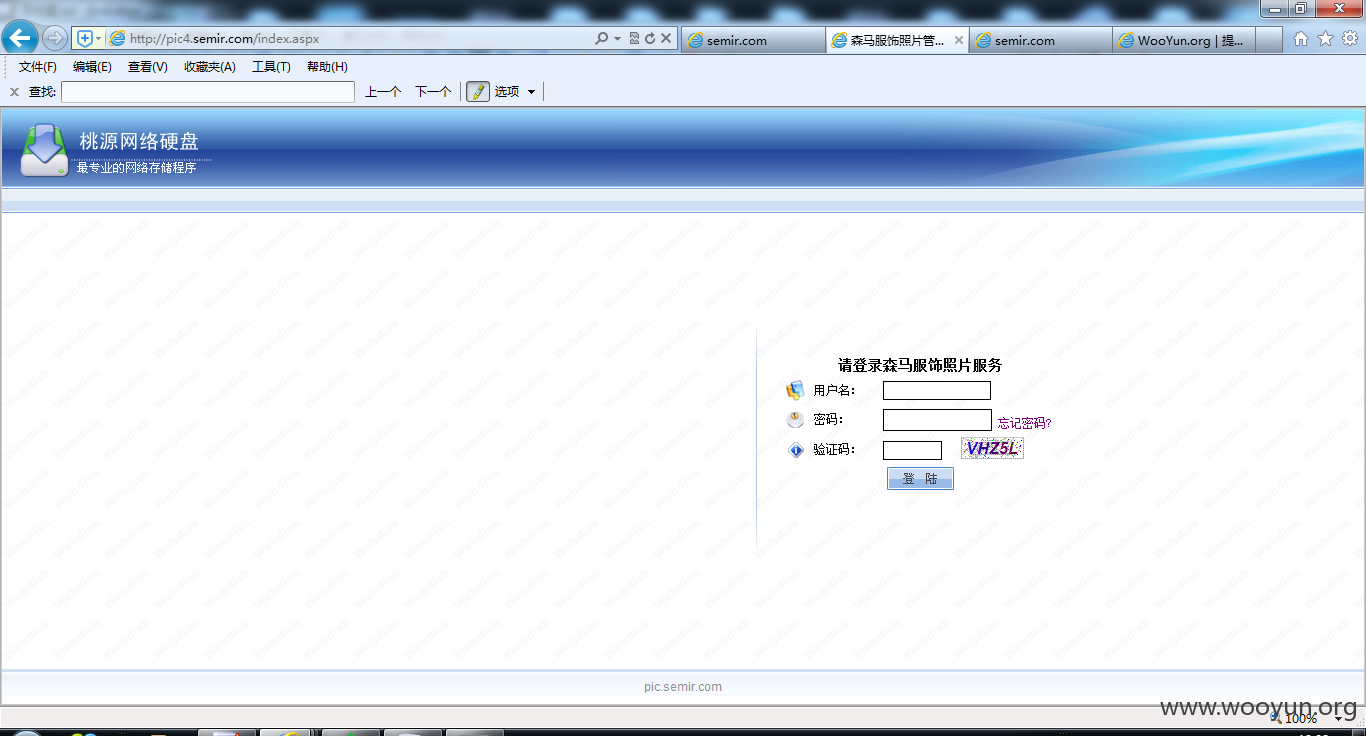 http://pic4.semir.com/index.aspx
semir.com
森马服饰照片管...
semir.com
WooYun.org | 提...
文件(F) 编辑(E) 查看(V) 收藏夹(A) 工具(T) 帮助(H)
查找: 上一个 下一个 选项
桃源网络硬盘
最专业的网络存储程序
请登录森马服饰照片服务
用户名:
密码: 忘记密码?
验证码: VHZ5L
登 陆
pic.semir.com
www.wooyun.org
100%